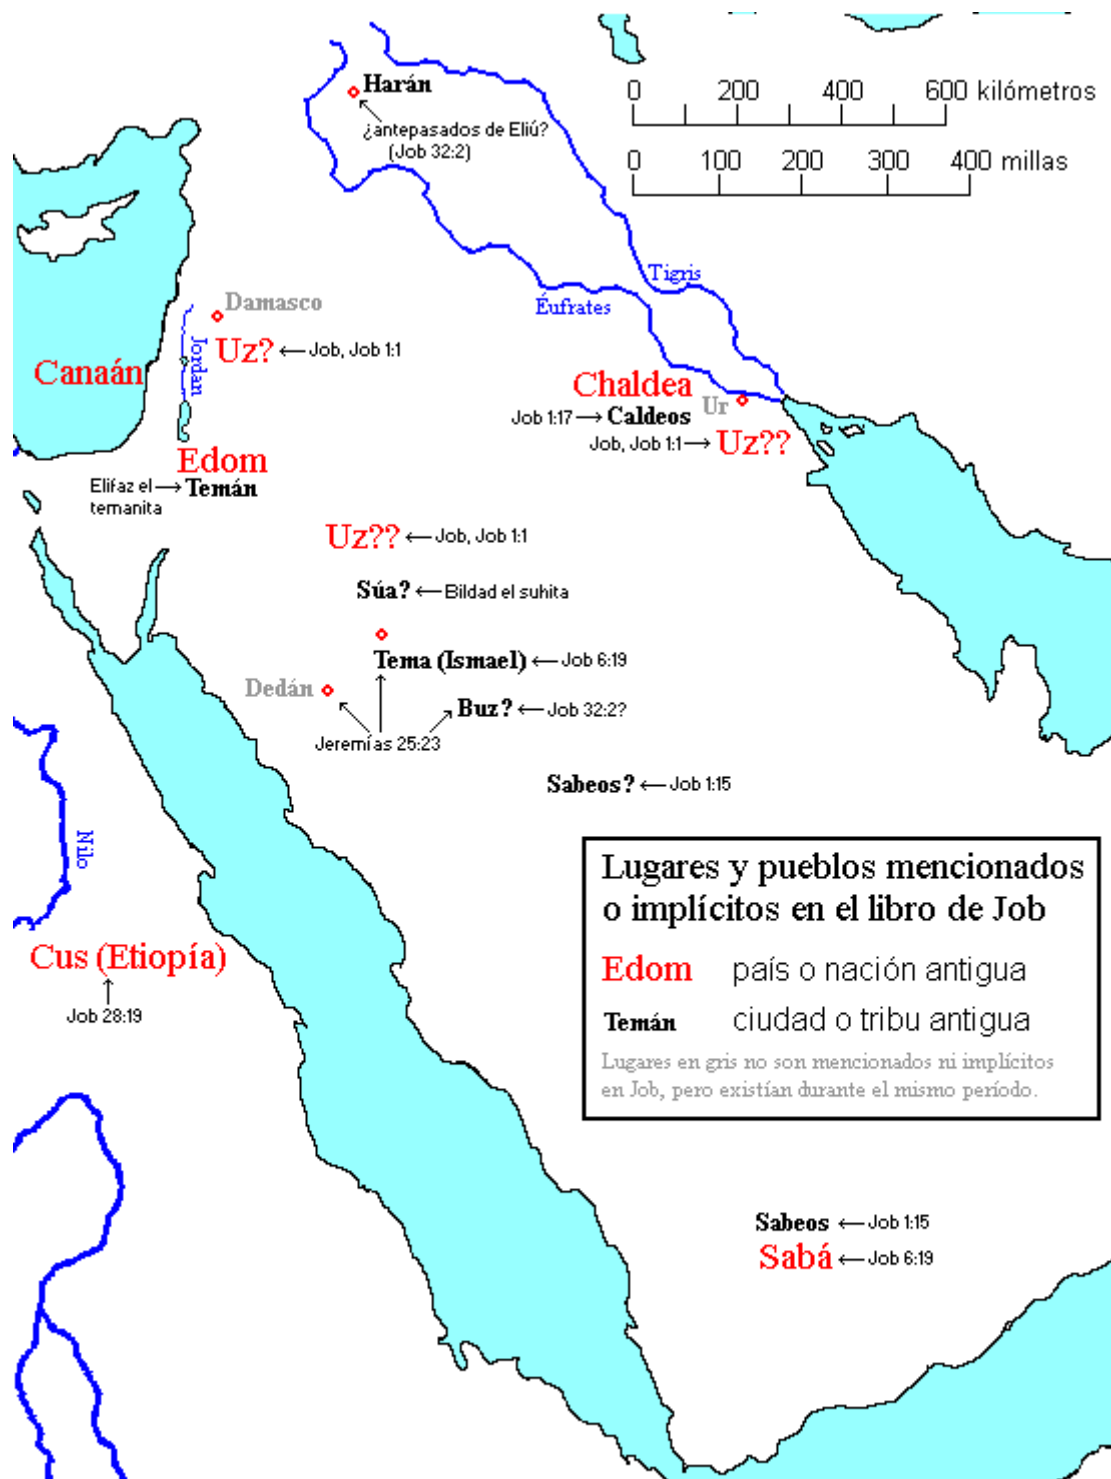 Harán
¿antepasados de Eliú?
(Job 32:2)
0 200 400 600 kilómetros
0 100 200 300 400 millas
Tigris
Éufrates
Damasco
Uz? ← Job, Job 1:1
Jordan
Canaán
Chaldea
Ur
Job 1:17 → Caldeos
Job, Job 1:1 → Uz??
Edom
Elifaz el → Temán
temanita
Uz?? ← Job, Job 1:1
Súa? ← Bildad el suhita
Tema (Ismael) ← Job 6:19
Dedán
Buz? ← Job 32:2?
Jeremías 25:23
Sabeos? ← Job 1:15
Nilo
Lugares y pueblos mencionados
o implícitos en el libro de Job
Edom país o nación antigua
Temán ciudad o tribu antigua
Lugares en gris no son mencionados ni implícitos
en Job, pero existían durante el mismo período.
Cus (Etiopía)
Job 28:19
Sabeos ← Job 1:15
Sabá ← Job 6:19